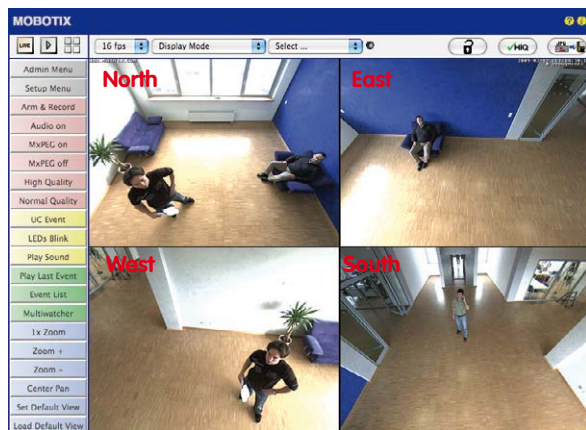 MOBOTIX
LIVE
16 fps
Display Mode
Select ...
HIQ
Admin Menu
Setup Menu
Arm & Record
Audio on
MxPEG on
MxPEG off
High Quality
Normal Quality
UC Event
LEDs Blink
Play Sound
Play Last Event
Event List
Multiwatcher
1x Zoom
Zoom +
Zoom -
Center Pan
Set Default View
Load Default View
North
East
West
South